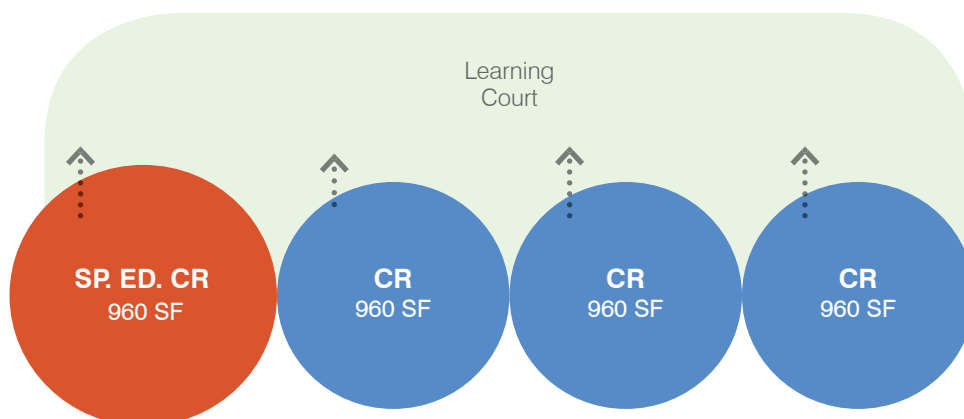 Learning
Court
SP. ED. CR
960 SF
CR
960 SF
CR
960 SF
CR
960 SF